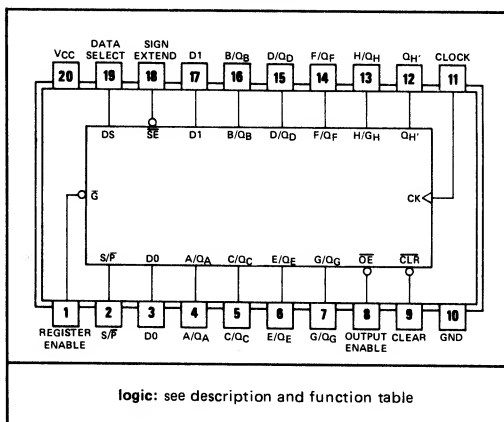 VCC DATA SELECT SIGN EXTEND D1 B/QB D/QD F/QF H/QH QH' CLOCK
20 19 18 17 16 15 14 13 12 11
DS SE D1 B/QB D/QD F/QF H/GH QH'
G
CK
S/P D0 A/QA C/QC E/QE G/QG OE CLR
1 2 3 4 5 6 7 8 9 10
REGISTER ENABLE S/P D0 A/QA C/QC E/QE G/QG OUTPUT ENABLE CLEAR GND
logic: see description and function table